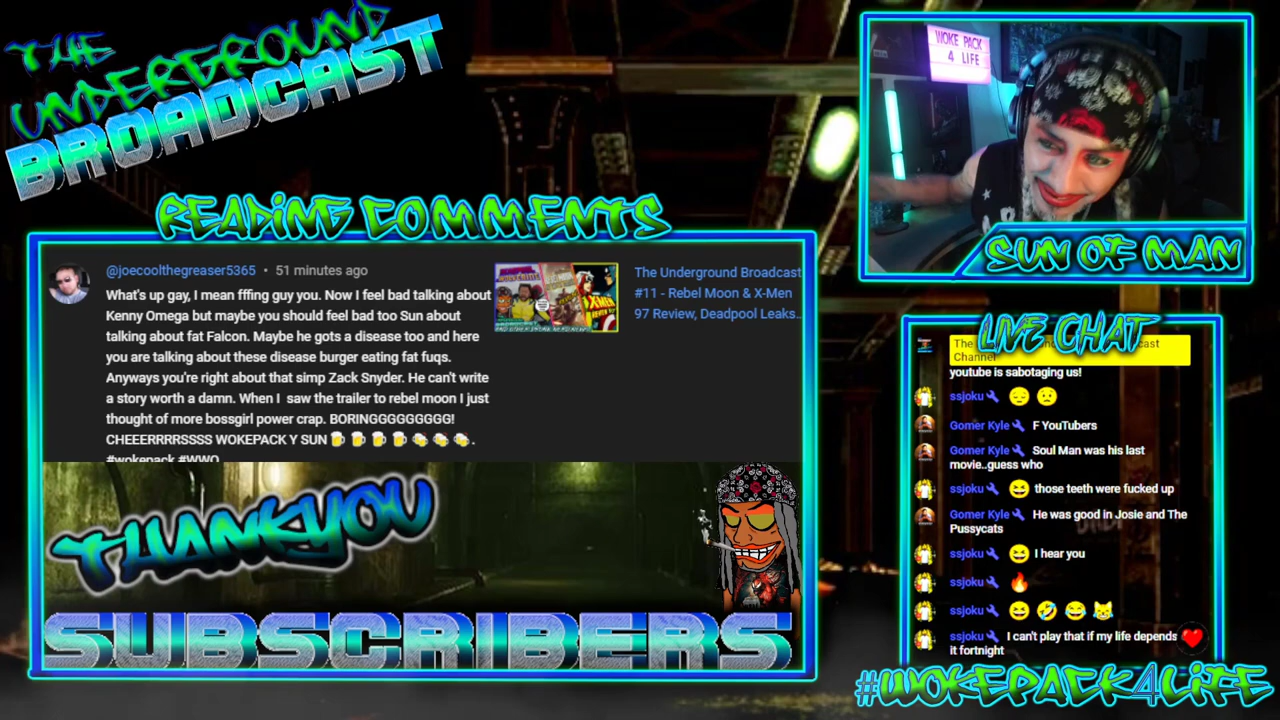 THE
UNDERGROUND
BROADCAST
READING COMMENTS
@joecoolthegreaser5365 • 51 minutes ago
What's up gay, I mean fffing guy you. Now I feel bad talking about
Kenny Omega but maybe you should feel bad too Sun about
talking about fat Falcon. Maybe he gots a disease too and here
you are talking about these disease burger eating fat fuqs.
Anyways you're right about that simp Zack Snyder. He can't write
a story worth a damn. When I saw the trailer to rebel moon I just
thought of more bossgirl power crap. BORINGGGGGGGGG!
CHEEERRRRSSSS WOKEPACK Y SUN 🍺 🍺 🍺 🍺 🍻 🍻 🍻 .
#wokepack #WWO
The Underground Broadcast
#11 - Rebel Moon & X-Men
97 Review, Deadpool Leaks...
THANKYOU
SUBSCRIBERS
WOKE PACK
4 LIFE
SUN OF MAN
LIVE CHAT
The
cast
Channel
youtube is sabotaging us!
ssjoku 😔 😟
Gomer Kyle F YouTubers
Gomer Kyle Soul Man was his last
movie..guess who
ssjoku 😆 those teeth were fucked up
Gomer Kyle He was good in Josie and The
Pussycats
ssjoku 😆 I hear you
ssjoku 🔥
ssjoku 😆 🤣 😂 😹
ssjoku I can't play that if my life depends
it fortnight
#WOKEPACK4LIFE